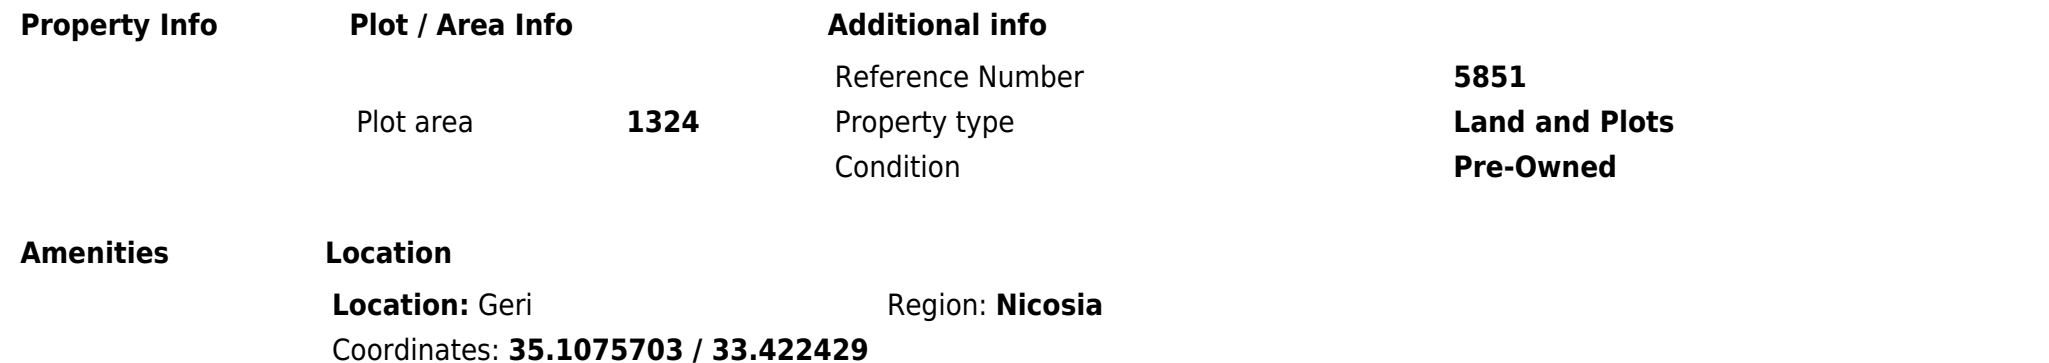 Property Info Plot / Area Info Additional info
Reference Number 5851
Plot area 1324 Property type Land and Plots
Condition Pre-Owned
Amenities Location
Location: Geri Region: Nicosia
Coordinates: 35.1075703 / 33.422429